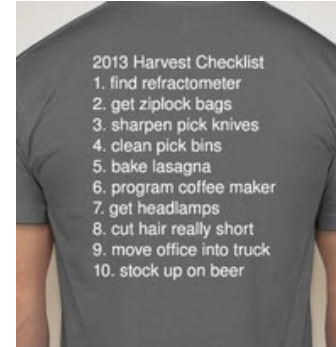 2013 Harvest Checklist
1. find refractometer
2. get ziplock bags
3. sharpen pick knives
4. clean pick bins
5. bake lasagna
6. program coffee maker
7. get headlamps
8. cut hair really short
9. move office into truck
10. stock up on beer